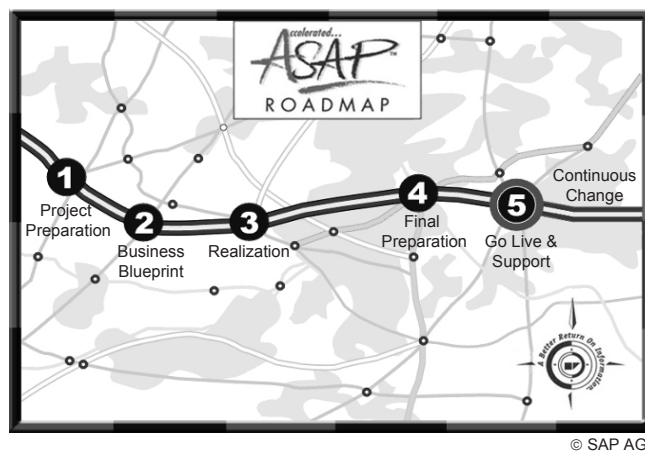 Accelerated...
ASAP™
ROADMAP
1
Project
Preparation
2
Business
Blueprint
3
Realization
4
Final
Preparation
5
Go Live &
Support
Continuous
Change
A Better Return On Information.
© SAP AG